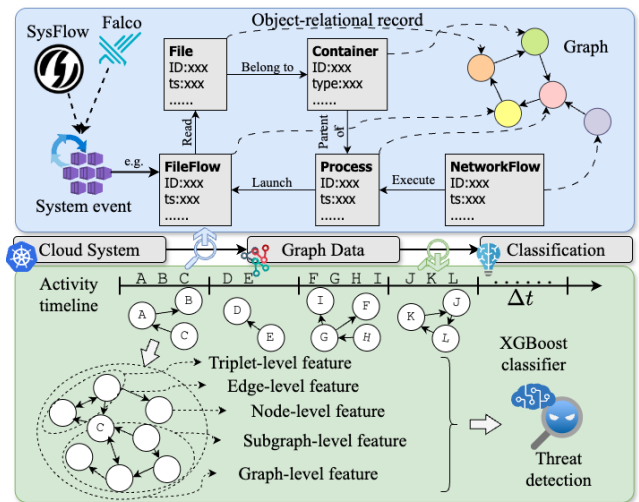 SysFlow
Falco
Object-relational record
File
ID:xxx
ts:xxx
......
Belong to
Container
ID:xxx
type:xxx
......
Graph
Read
Parent
of
System event
e.g.
FileFlow
ID:xxx
ts:xxx
......
Launch
Process
ID:xxx
ts:xxx
......
Execute
NetworkFlow
ID:xxx
ts:xxx
......
Cloud System
Graph Data
Classification
Activity
timeline
A B C
D E
F G H I
J K L
......
Δt
A
B
C
D
E
I
F
G
H
K
J
L
Triplet-level feature
Edge-level feature
Node-level feature
Subgraph-level feature
Graph-level feature
C
XGBoost
classifier
Threat
detection